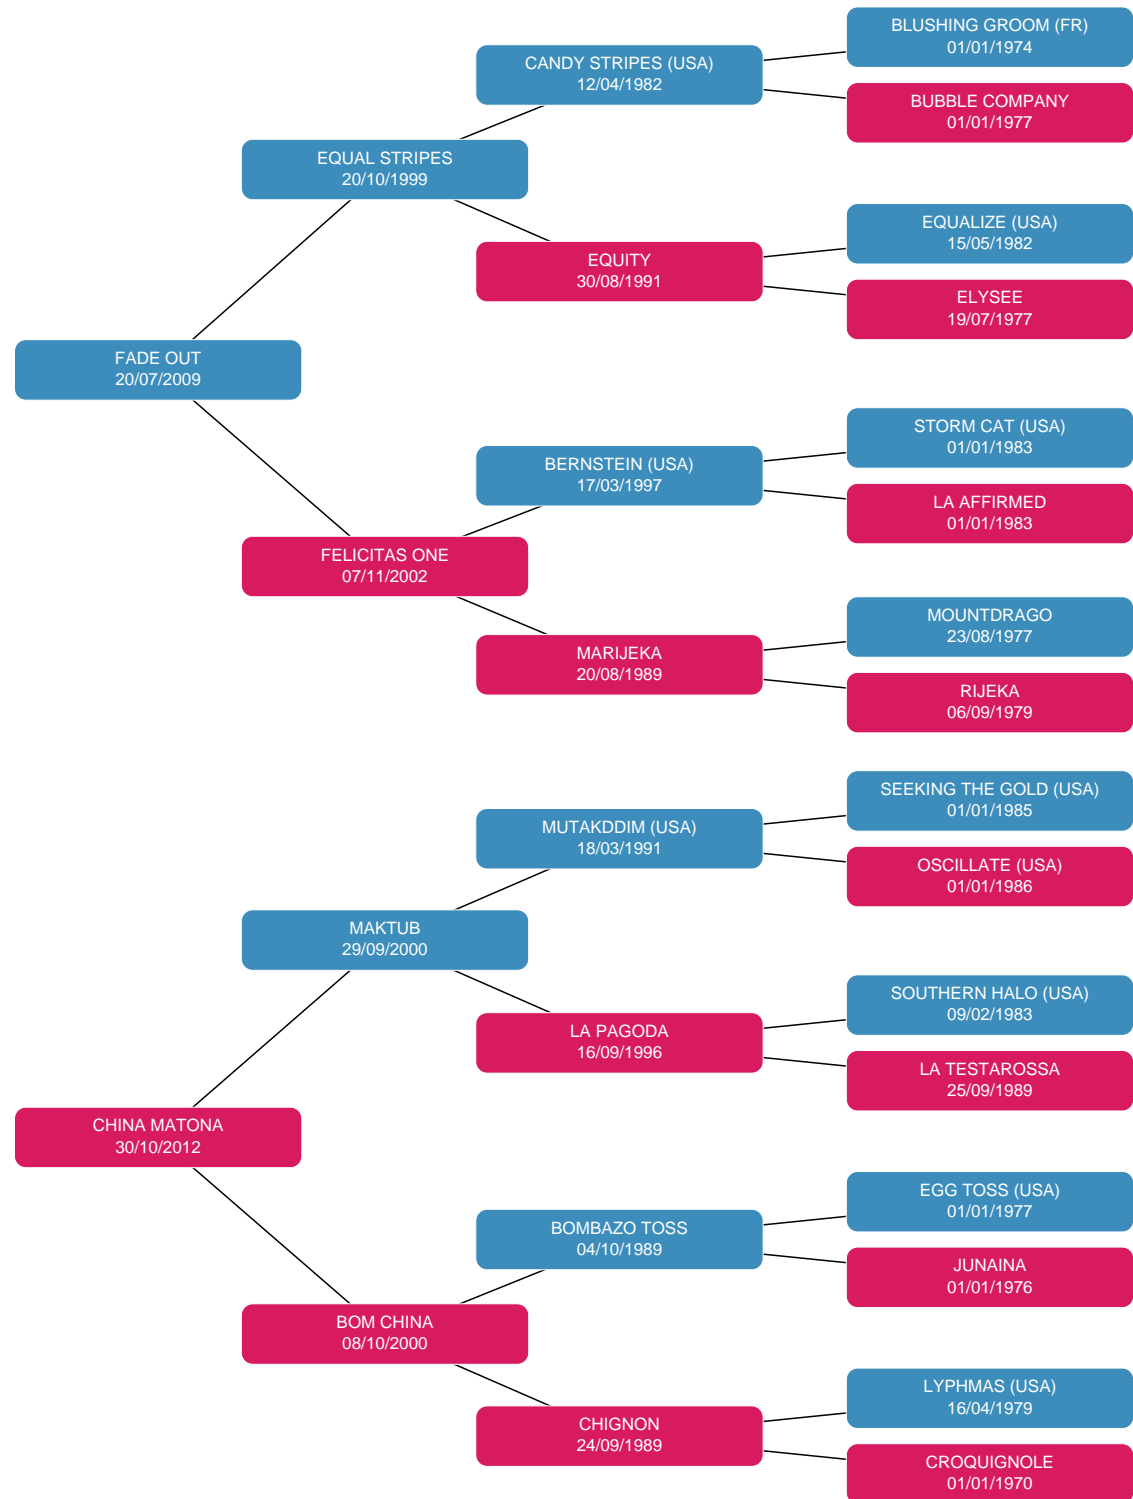 BLUSHING GROOM (FR)
01/01/1974
CANDY STRIPES (USA)
12/04/1982
BUBBLE COMPANY
01/01/1977
EQUAL STRIPES
20/10/1999
EQUALIZE (USA)
15/05/1982
EQUITY
30/08/1991
ELYSEE
19/07/1977
FADE OUT
20/07/2009
STORM CAT (USA)
01/01/1983
BERNSTEIN (USA)
17/03/1997
LA AFFIRMED
01/01/1983
FELICITAS ONE
07/11/2002
MOUNTDRAGO
23/08/1977
MARIJEKA
20/08/1989
RIJEKA
06/09/1979
SEEKING THE GOLD (USA)
01/01/1985
MUTAKDDIM (USA)
18/03/1991
OSCILLATE (USA)
01/01/1986
MAKTUB
29/09/2000
SOUTHERN HALO (USA)
09/02/1983
LA PAGODA
16/09/1996
LA TESTAROSSA
25/09/1989
CHINA MATONA
30/10/2012
EGG TOSS (USA)
01/01/1977
BOMBAZO TOSS
04/10/1989
JUNAINA
01/01/1976
BOM CHINA
08/10/2000
LYPHMAS (USA)
16/04/1979
CHIGNON
24/09/1989
CROQUIGNOLE
01/01/1970